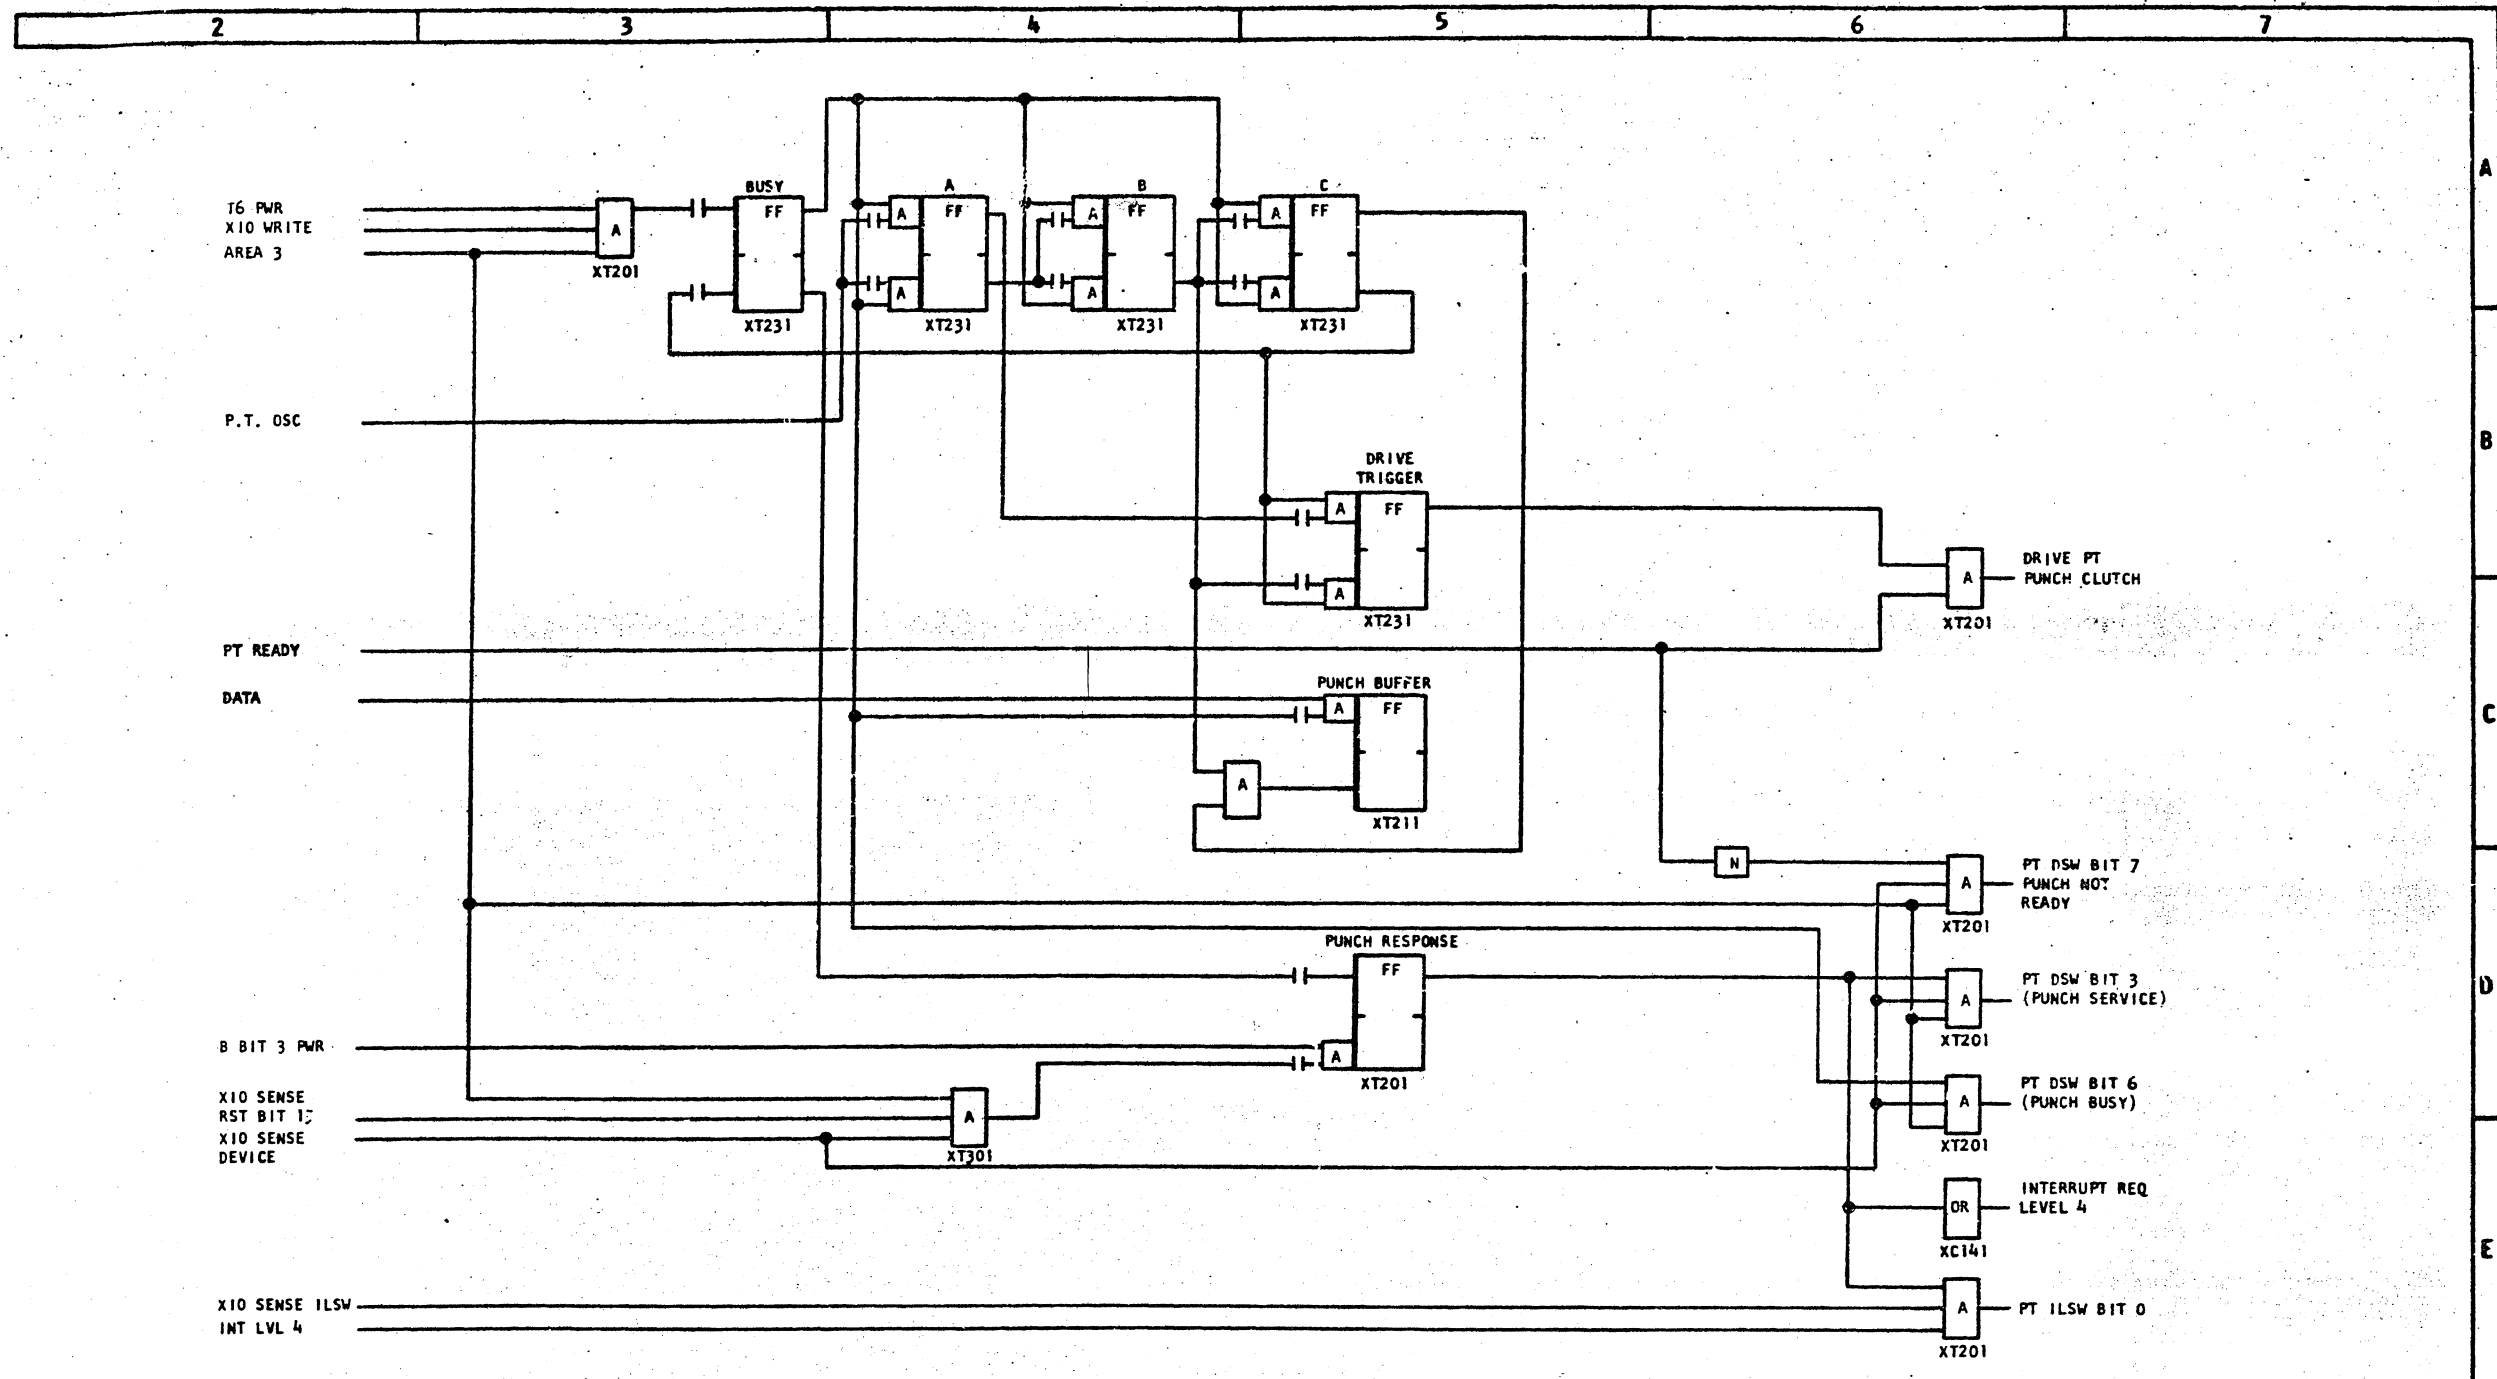 2 3 4 5 6 7
A
B
C
D
E
BUSY
A
B
C
T6 PWR
XIO WRITE
AREA 3
A
XT201
FF
XT231
A
A
FF
XT231
A
A
FF
XT231
A
A
FF
XT231
P.T. OSC
DRIVE
TRIGGER
A
FF
A
XT231
DRIVE PT
PUNCH CLUTCH
A
XT201
PT READY
DATA
PUNCH BUFFER
A
FF
A
XT211
N
A
XT201
PT DSW BIT 7
PUNCH NOT
READY
PUNCH RESPONSE
FF
A
XT201
A
XT201
PT DSW BIT 3
(PUNCH SERVICE)
B BIT 3 PWR
XIO SENSE
RST BIT
XIO SENSE
DEVICE
A
XT301
A
XT201
PT DSW BIT 6
(PUNCH BUSY)
OR
XC141
INTERRUPT REQ
LEVEL 4
XIO SENSE ILSW
INT LVL 4
A
XT201
PT ILSW BIT 0